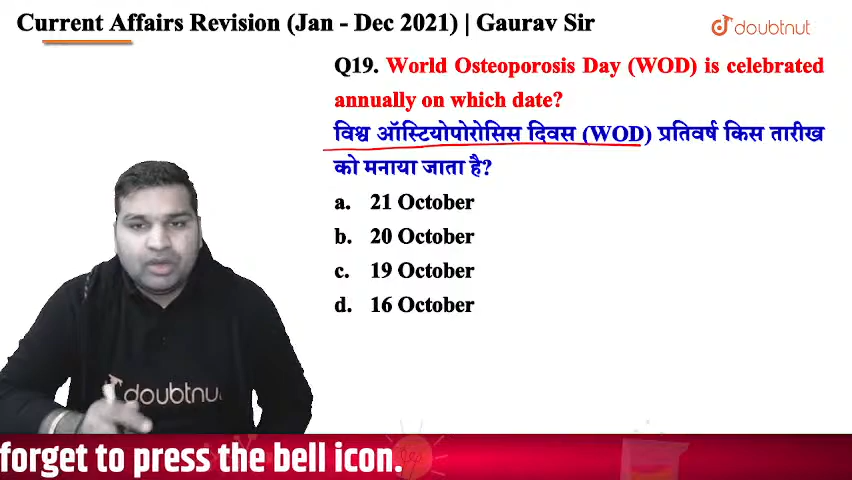 Current Affairs Revision (Jan - Dec 2021) | Gaurav Sir
doubtnut
Q19. World Osteoporosis Day (WOD) is celebrated
annually on which date?
विश्व ऑस्टियोपोरोसिस दिवस (WOD) प्रतिवर्ष किस तारीख
को मनाया जाता है?
a. 21 October
b. 20 October
c. 19 October
d. 16 October
doubtnut
forget to press the bell icon.